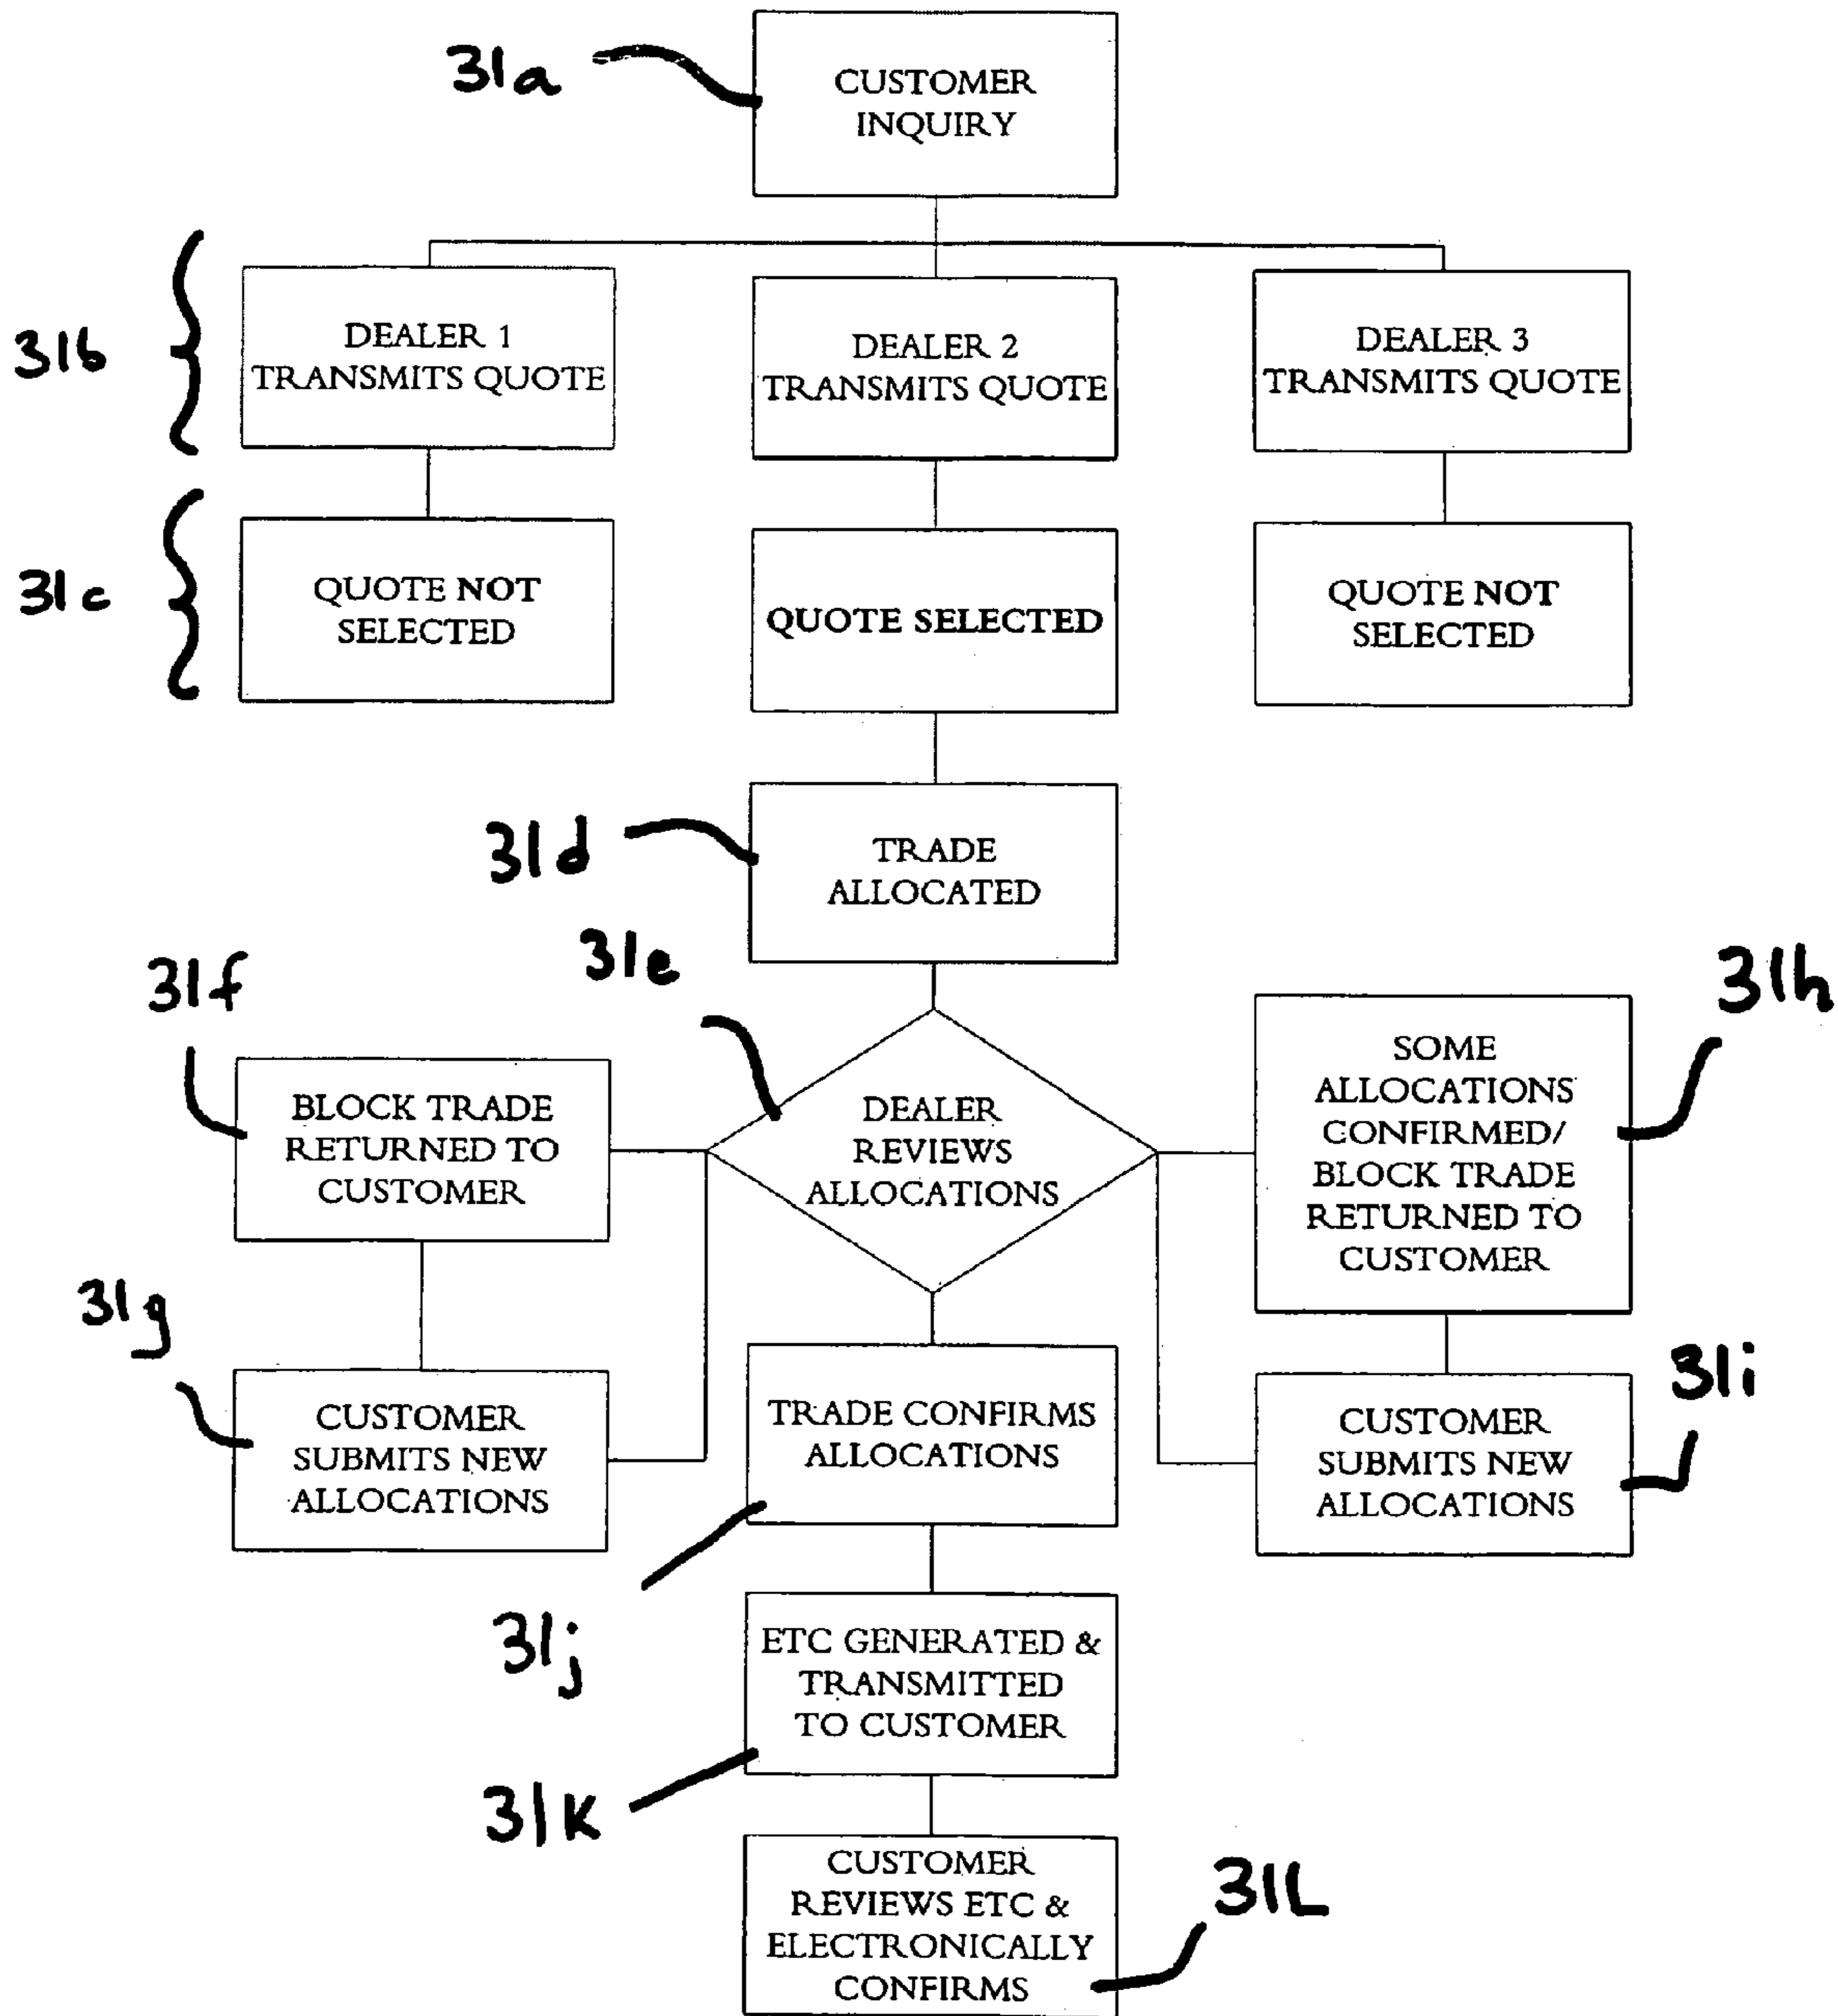 31a
CUSTOMER
INQUIRY
31b
DEALER 1
TRANSMITS QUOTE
DEALER 2
TRANSMITS QUOTE
DEALER 3
TRANSMITS QUOTE
31c
QUOTE NOT
SELECTED
QUOTE SELECTED
QUOTE NOT
SELECTED
31d
TRADE
ALLOCATED
31e
31f
31h
BLOCK TRADE
RETURNED TO
CUSTOMER
DEALER
REVIEWS
ALLOCATIONS
SOME
ALLOCATIONS
CONFIRMED/
BLOCK TRADE
RETURNED TO
CUSTOMER
31g
31i
CUSTOMER
SUBMITS NEW
ALLOCATIONS
TRADE CONFIRMS
ALLOCATIONS
CUSTOMER
SUBMITS NEW
ALLOCATIONS
31j
ETC GENERATED &
TRANSMITTED
TO CUSTOMER
31k
CUSTOMER
REVIEWS ETC &
ELECTRONICALLY
CONFIRMS
31L